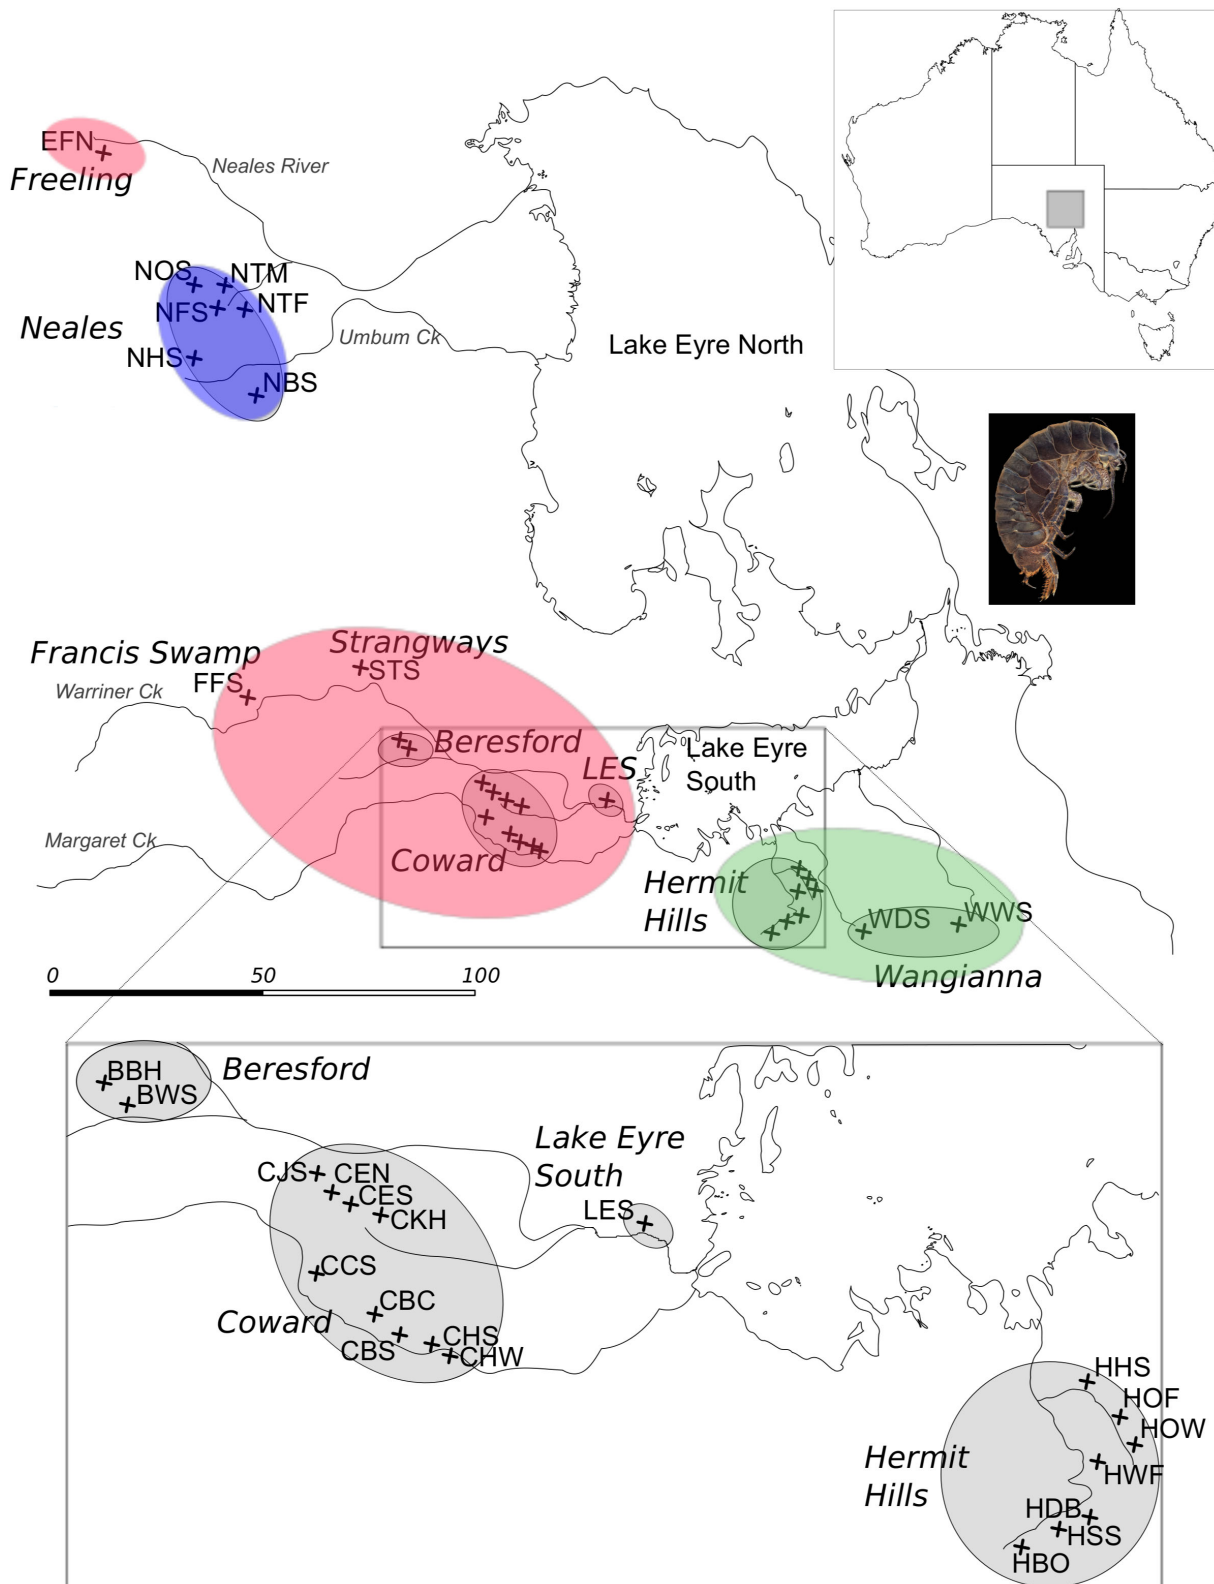 EFN
Freeling
Neales River
NOS
NTM
NFS
NTF
Neales
Umbum Ck
NHS
NBS
Lake Eyre North
Strangways
Francis Swamp
STS
FFS
Warriner Ck
Beresford
Lake Eyre
South
LES
Margaret Ck
Coward
Hermit
Hills
WDS
WWS
Wangianna
0 50 100
BBH
BWS
Beresford
Lake Eyre
South
CJS
CEN
CES
CKH
LES
CCS
CBC
Coward
CBS
CHS
CHW
HHS
HOF
HOW
Hermit
Hills
HWF
HDB
HSS
HBO